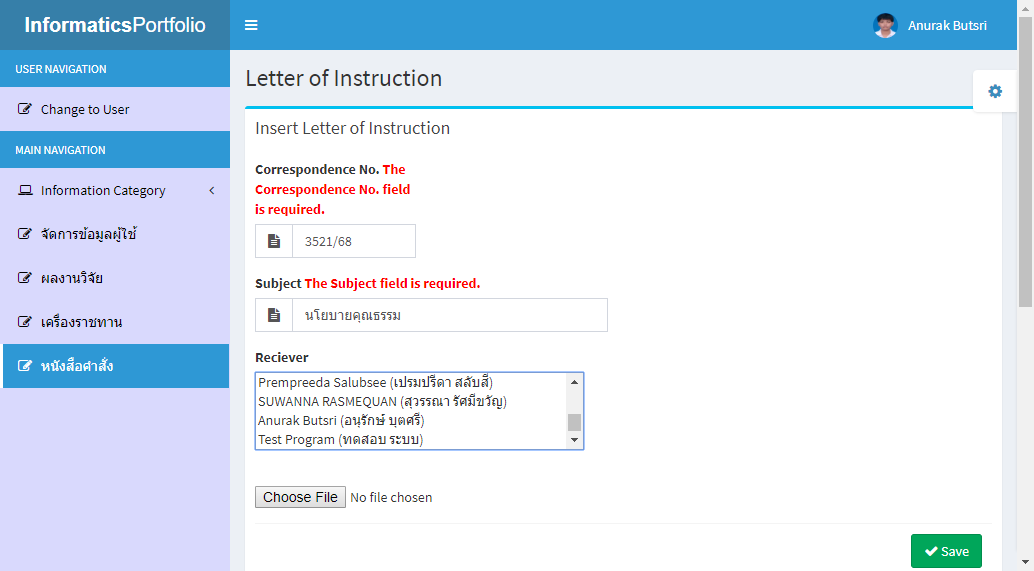 InformaticsPortfolio
Anurak Butsri
USER NAVIGATION
Change to User
MAIN NAVIGATION
Information Category
จัดการข้อมูลผู้ใช้
ผลงานวิจัย
เครื่องราชทาน
หนังสือคำสั่ง
Letter of Instruction
Insert Letter of Instruction
Correspondence No. The
Correspondence No. field
is required.
3521/68
Subject The Subject field is required.
นโยบายคุณธรรม
Reciever
Prempreeda Salubsee (เปรมปรีดา สลับสี)
SUWANNA RASMEQUAN (สุวรรณา รัศมีขวัญ)
Anurak Butsri (อนุรักษ์ บุตศรี)
Test Program (ทดสอบ ระบบ)
Choose File No file chosen
Save